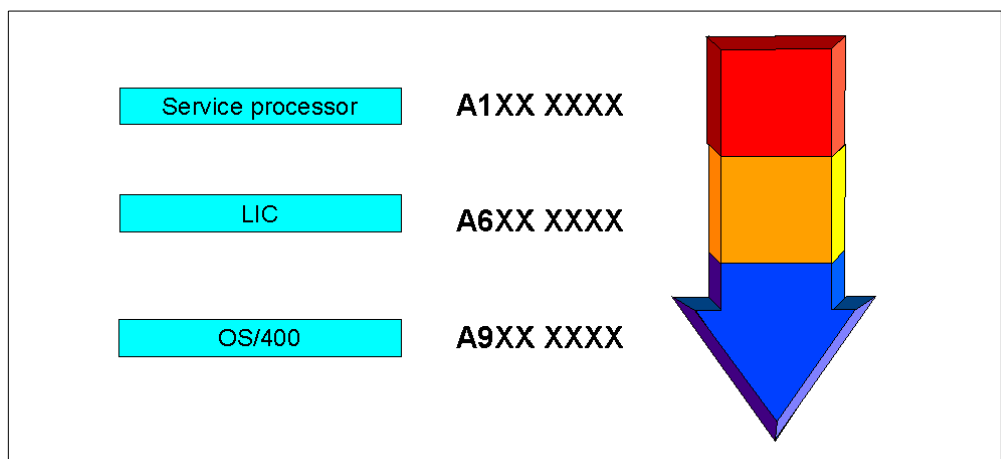 Service processor A1XX XXXX
LIC A6XX XXXX
OS/400 A9XX XXXX